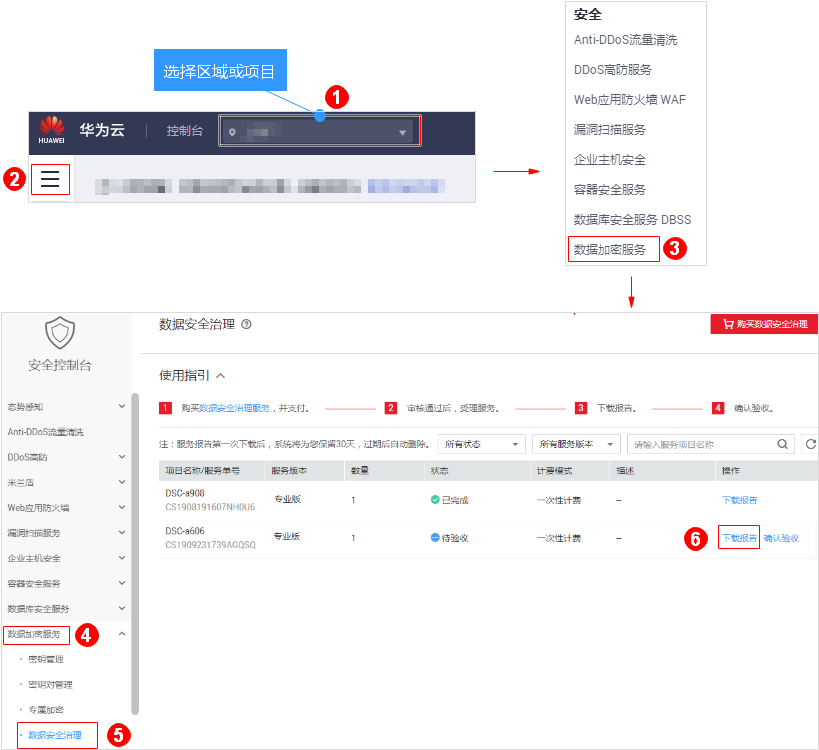 选择区域或项目
1
HUAWEI 华为云 控制台
2
安全
Anti-DDoS流量清洗
DDoS高防服务
Web应用防火墙 WAF
漏洞扫描服务
企业主机安全
容器安全服务
数据库安全服务 DBSS
数据加密服务 3
安全控制台
态势感知
Anti-DDoS流量清洗
DDoS高防
米兰盾
Web应用防火墙
漏洞扫描服务
企业主机安全
容器安全服务
数据库安全服务
数据加密服务 4
· 密钥管理
· 密钥对管理
· 专属加密
· 数据安全治理 5
数据安全治理 ? 购买数据安全治理
使用指引
1 购买数据安全治理服务，并支付。 2 审核通过后，受理服务。 3 下载报告。 4 确认验收。
注：服务报告第一次下载后，系统将为您保留30天，过期后自动删除。 所有状态 所有服务版本 请输入服务项目名称
项目名称/服务单号 服务版本 数量 状态 计费模式 描述 操作
DSC-a908 专业版 1 已完成 一次性计费 -- 下载报告
CS1908191607NH0U6
DSC-a606 专业版 1 待验收 一次性计费 -- 6 下载报告 确认验收
CS1909231739AGQSQ